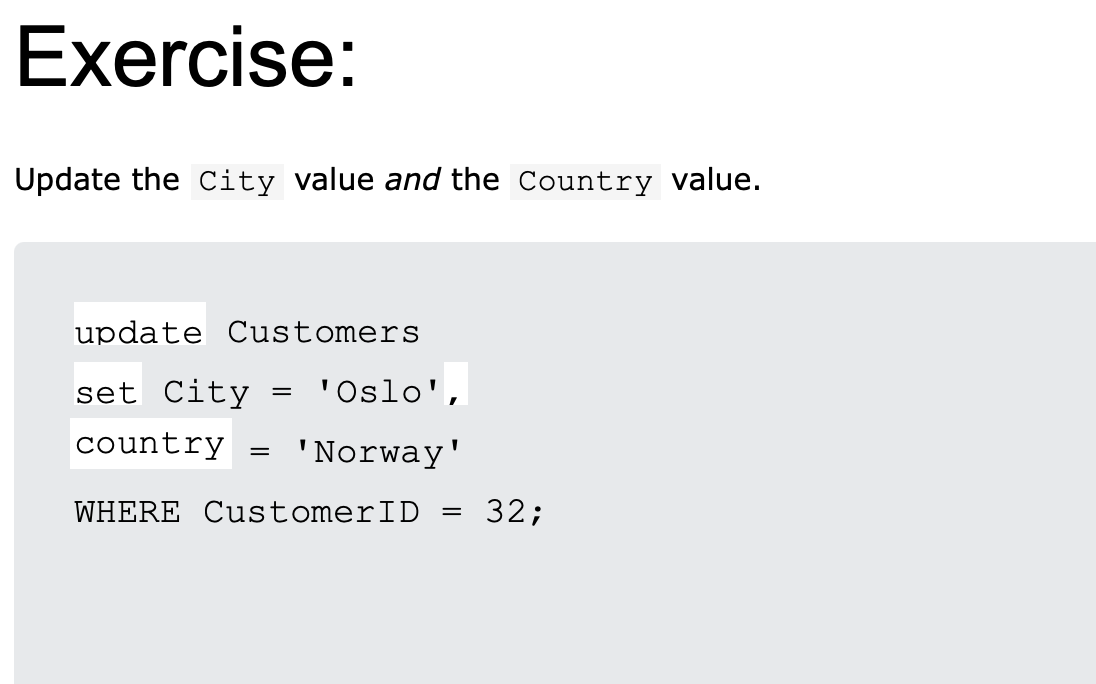 Exercise:
Update the City value and the Country value.
update Customers
set City = 'Oslo',
country = 'Norway'
WHERE CustomerID = 32;